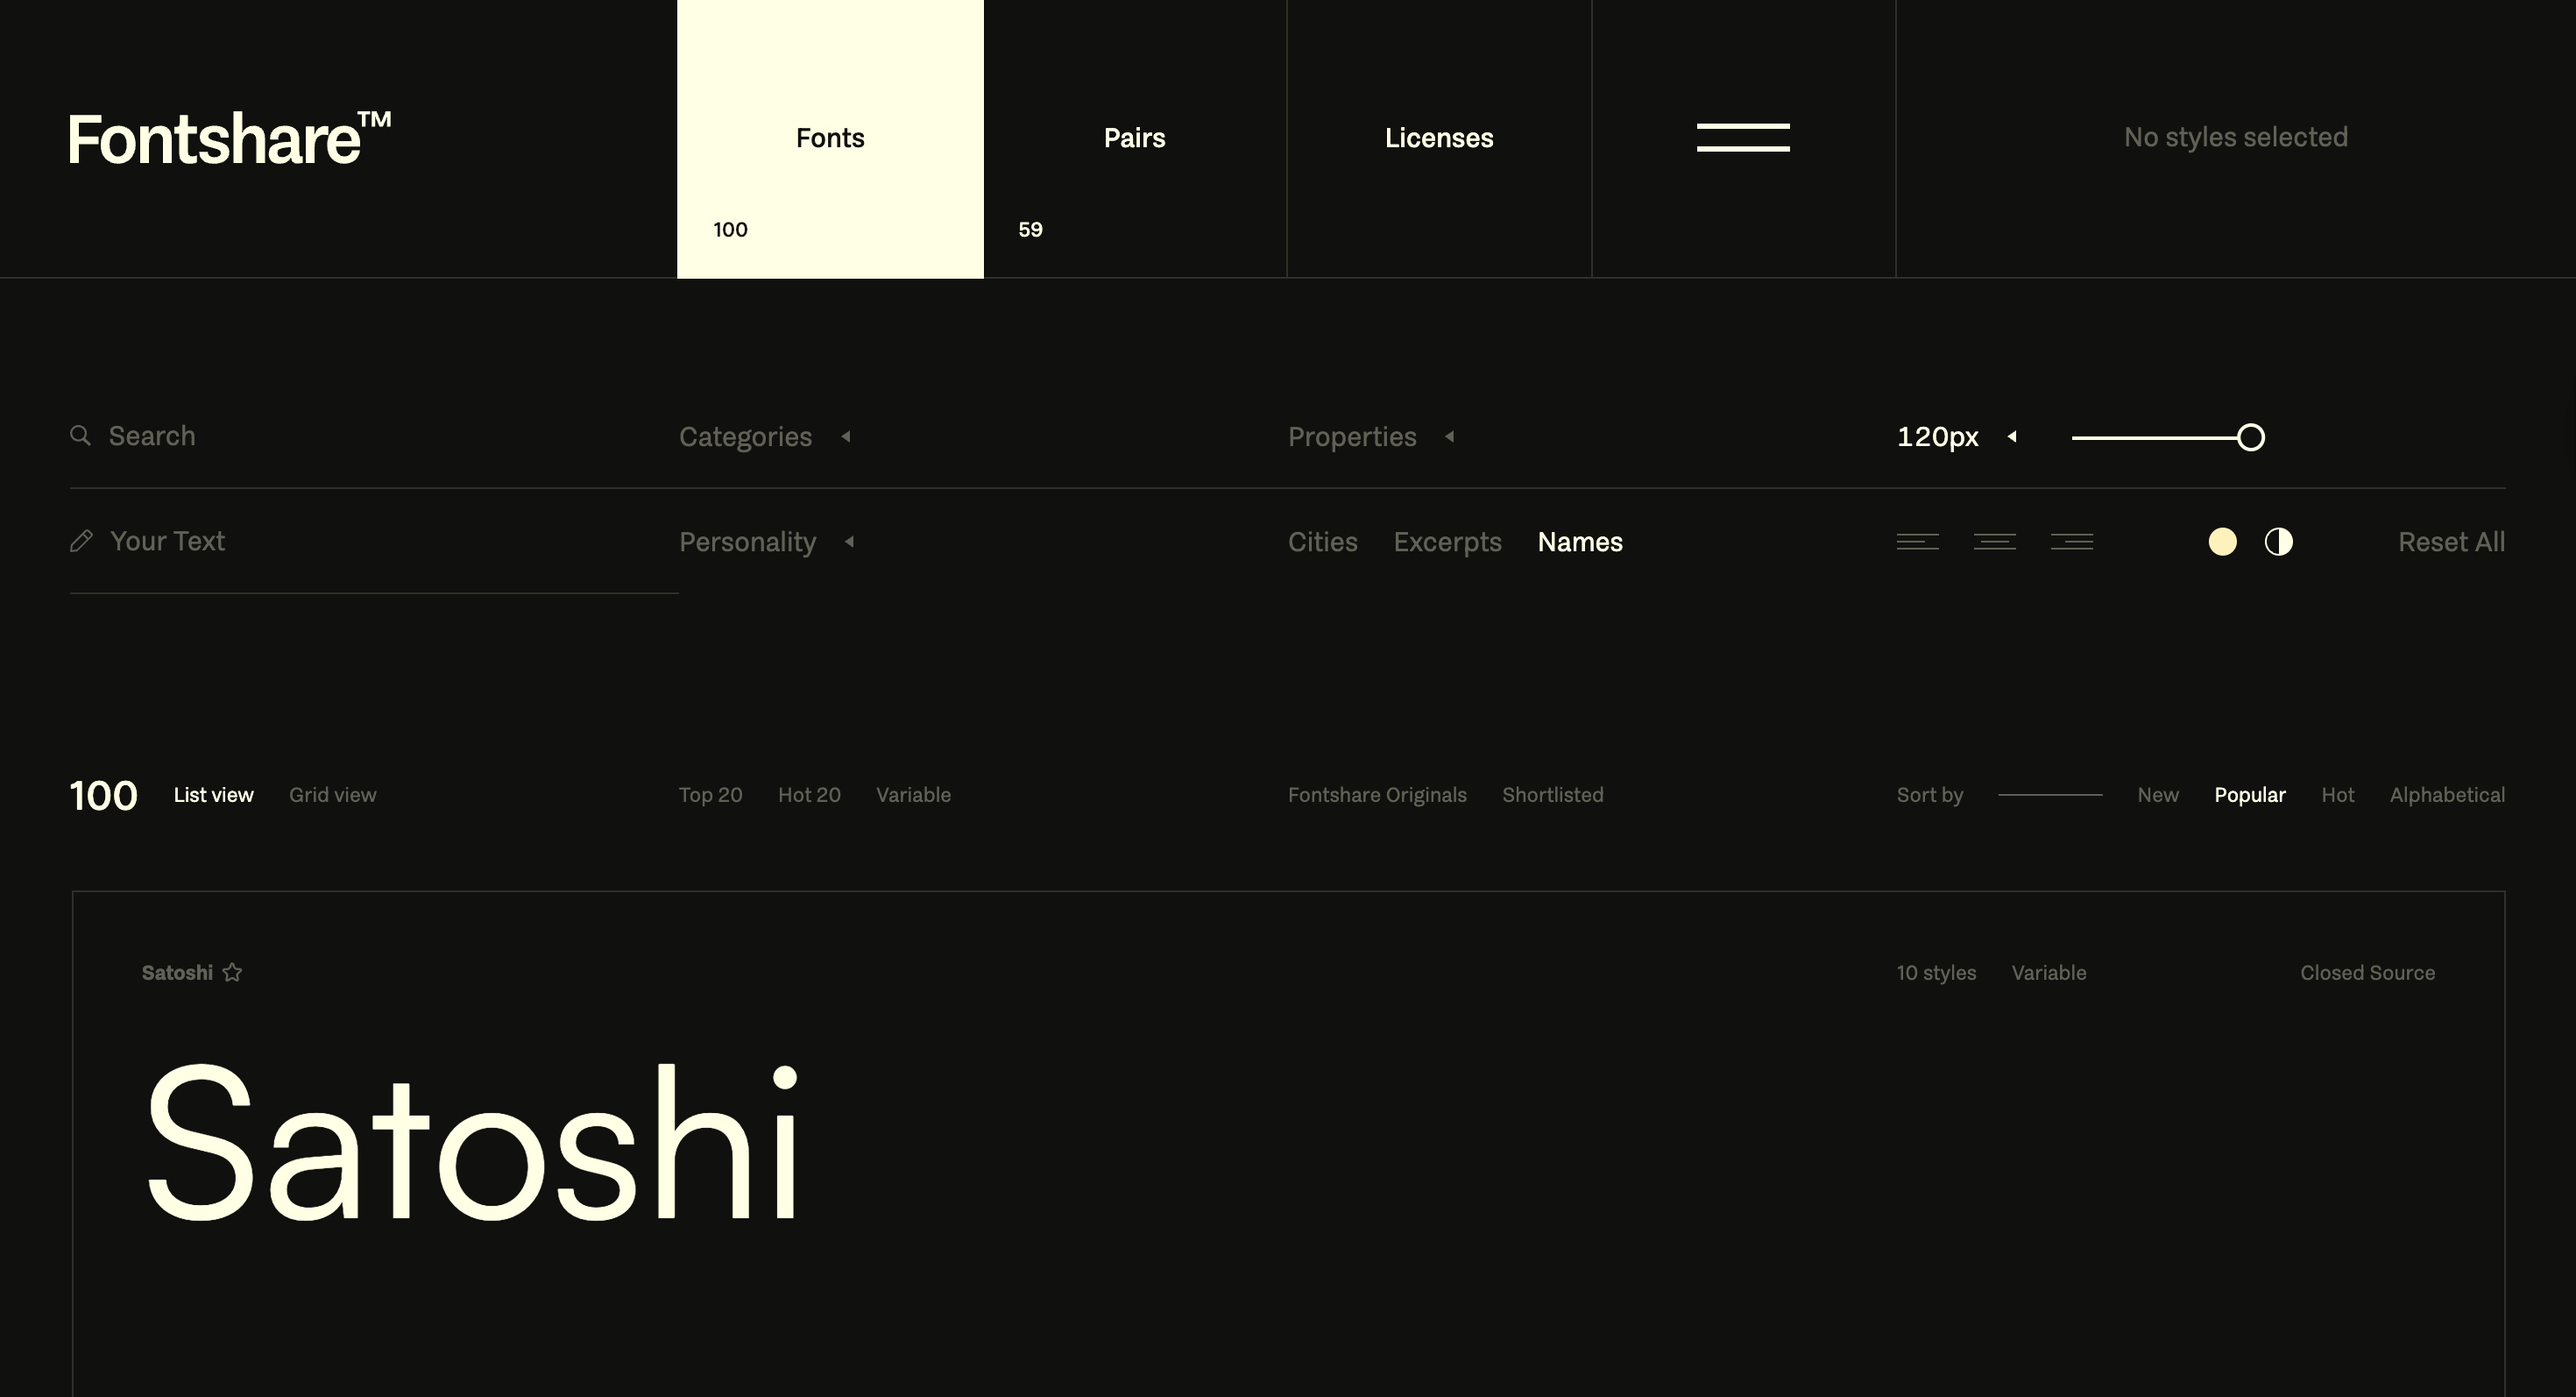 Fontshare™ Fonts Pairs Licenses No styles selected
100 59
Search Categories Properties 120px
Your Text Personality Cities Excerpts Names Reset All
100 List view Grid view Top 20 Hot 20 Variable Fontshare Originals Shortlisted Sort by New Popular Hot Alphabetical
Satoshi 10 styles Variable Closed Source
Satoshi